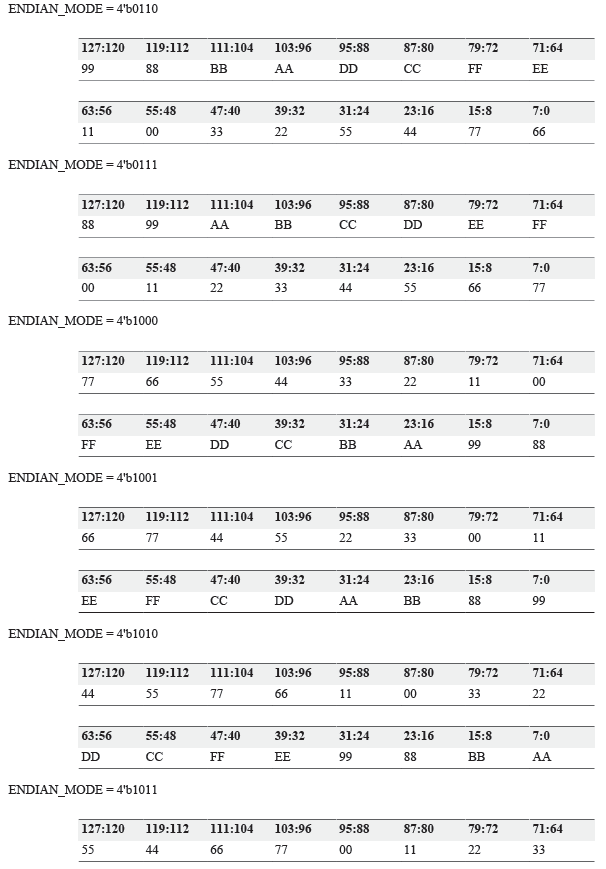 ENDIAN_MODE = 4'b0110
127:120 119:112 111:104 103:96 95:88 87:80 79:72 71:64
99 88 BB AA DD CC FF EE
63:56 55:48 47:40 39:32 31:24 23:16 15:8 7:0
11 00 33 22 55 44 77 66
ENDIAN_MODE = 4'b0111
127:120 119:112 111:104 103:96 95:88 87:80 79:72 71:64
88 99 AA BB CC DD EE FF
63:56 55:48 47:40 39:32 31:24 23:16 15:8 7:0
00 11 22 33 44 55 66 77
ENDIAN_MODE = 4'b1000
127:120 119:112 111:104 103:96 95:88 87:80 79:72 71:64
77 66 55 44 33 22 11 00
63:56 55:48 47:40 39:32 31:24 23:16 15:8 7:0
FF EE DD CC BB AA 99 88
ENDIAN_MODE = 4'b1001
127:120 119:112 111:104 103:96 95:88 87:80 79:72 71:64
66 77 44 55 22 33 00 11
63:56 55:48 47:40 39:32 31:24 23:16 15:8 7:0
EE FF CC DD AA BB 88 99
ENDIAN_MODE = 4'b1010
127:120 119:112 111:104 103:96 95:88 87:80 79:72 71:64
44 55 77 66 11 00 33 22
63:56 55:48 47:40 39:32 31:24 23:16 15:8 7:0
DD CC FF EE 99 88 BB AA
ENDIAN_MODE = 4'b1011
127:120 119:112 111:104 103:96 95:88 87:80 79:72 71:64
55 44 66 77 00 11 22 33